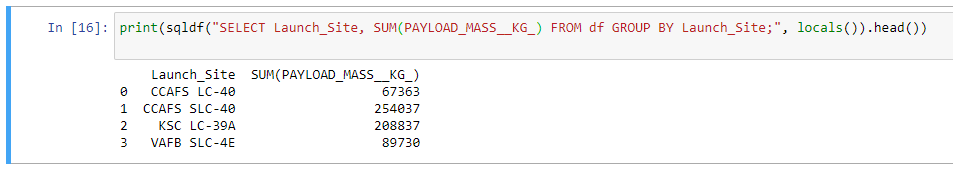 In [16]: print(sqldf("SELECT Launch_Site, SUM(PAYLOAD_MASS__KG_) FROM df GROUP BY Launch_Site;", locals()).head())
Launch_Site SUM(PAYLOAD_MASS__KG_)
0 CCAFS LC-40 67363
1 CCAFS SLC-40 254037
2 KSC LC-39A 208837
3 VAFB SLC-4E 89730